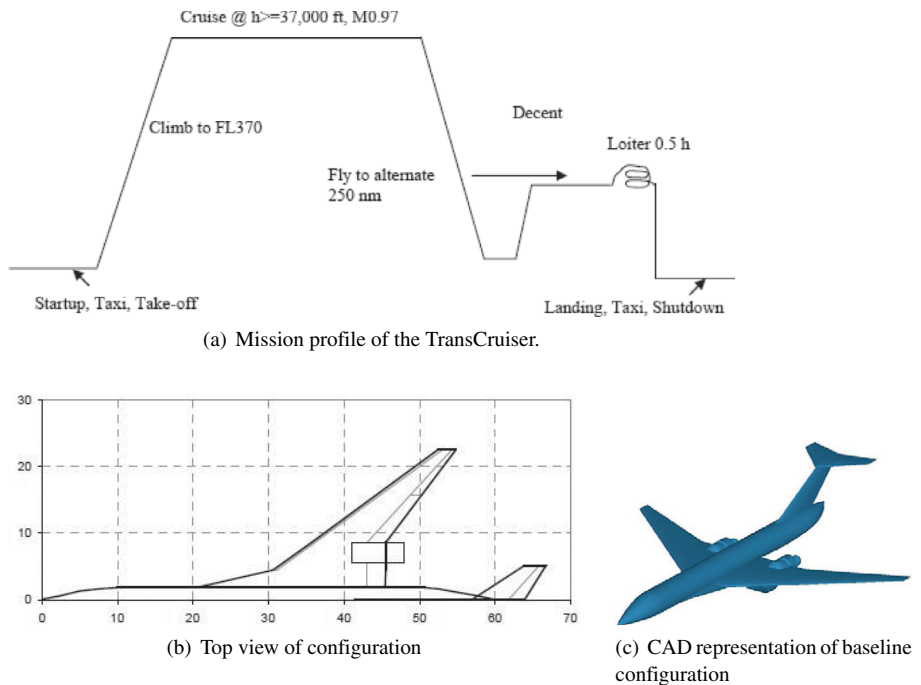 Cruise @ h>=37,000 ft, M0.97
Climb to FL370
Decent
Loiter 0.5 h
Fly to alternate
250 nm
Startup, Taxi, Take-off
Landing, Taxi, Shutdown
(a) Mission profile of the TransCruiser.
30
20
10
0
0 10 20 30 40 50 60 70
(b) Top view of configuration
(c) CAD representation of baseline
configuration